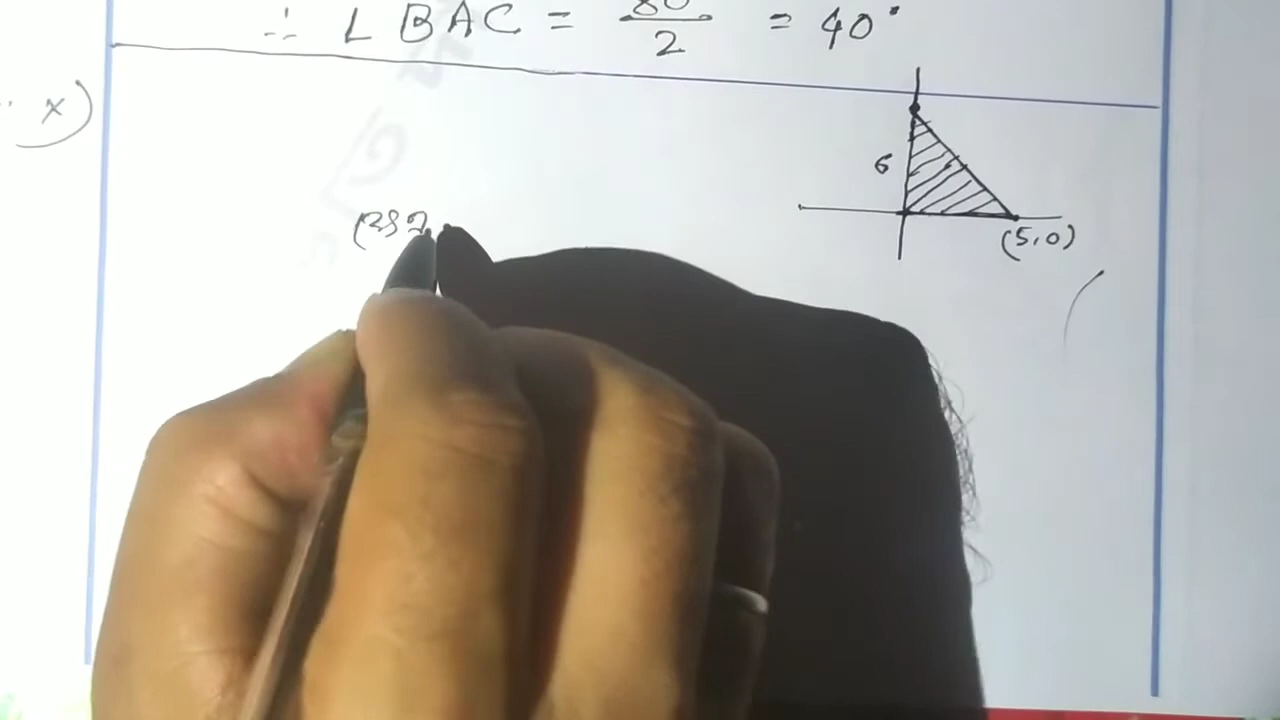 ∴ ∠BAC = 80/2 = 40°
x)
6
(5,0)